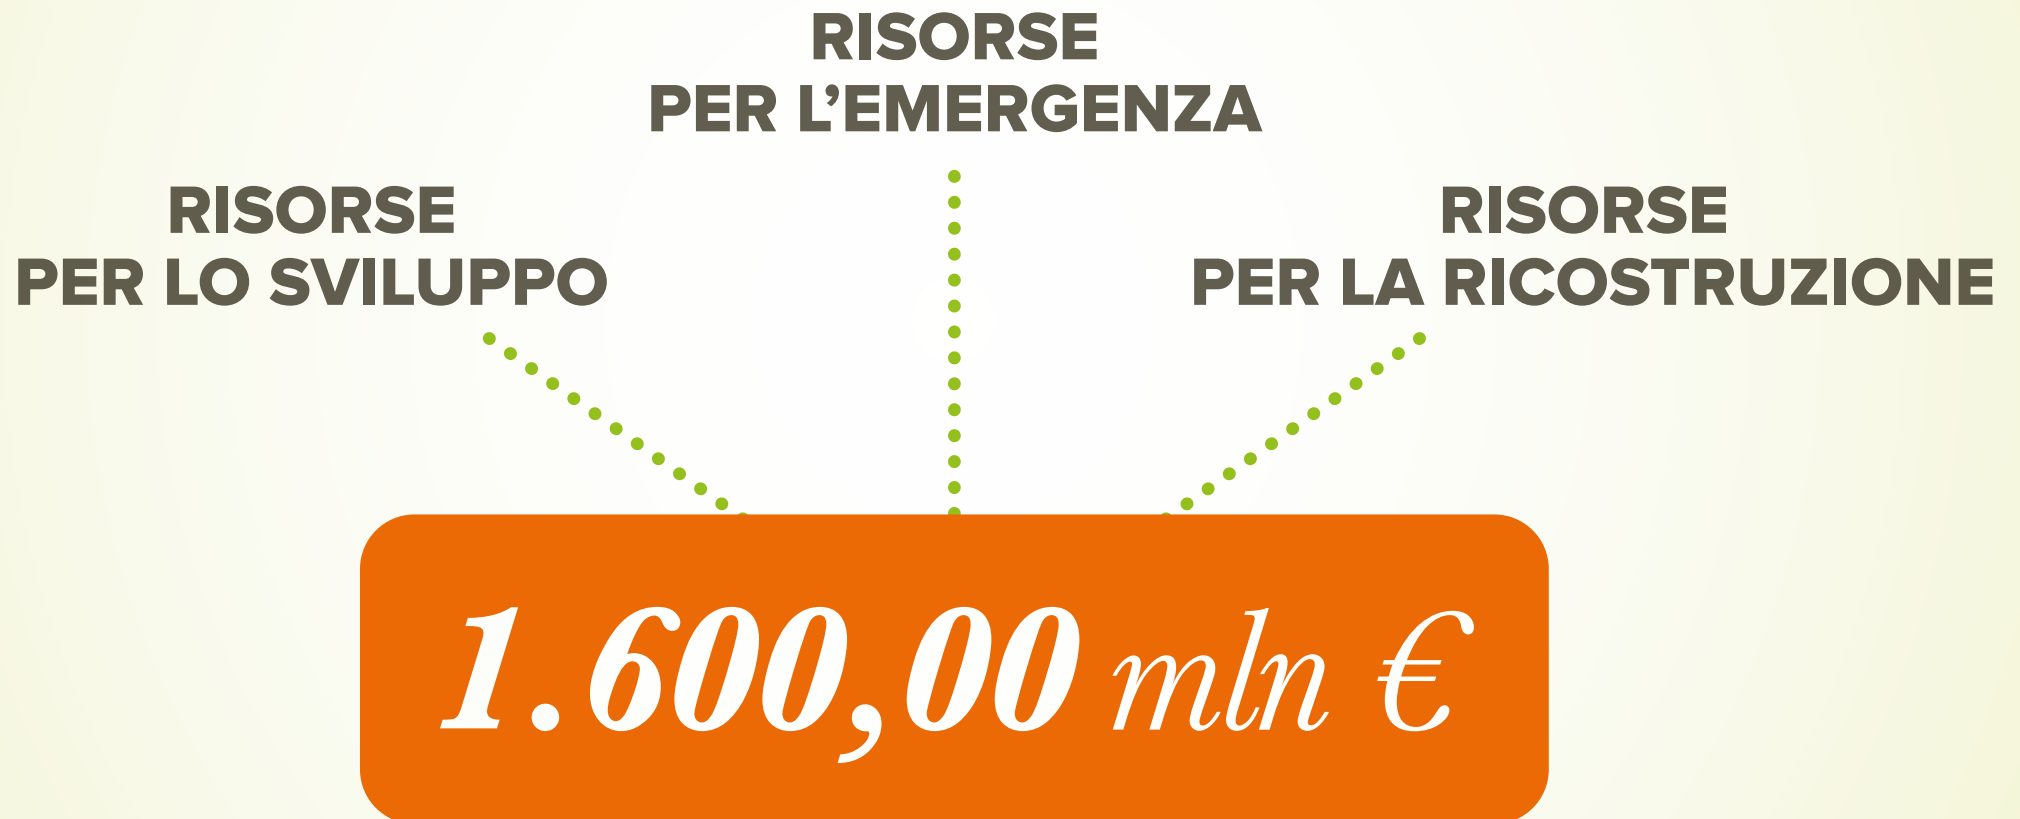 RISORSE
PER L’EMERGENZA
RISORSE
PER LO SVILUPPO
RISORSE
PER LA RICOSTRUZIONE
1.600,00 mln €